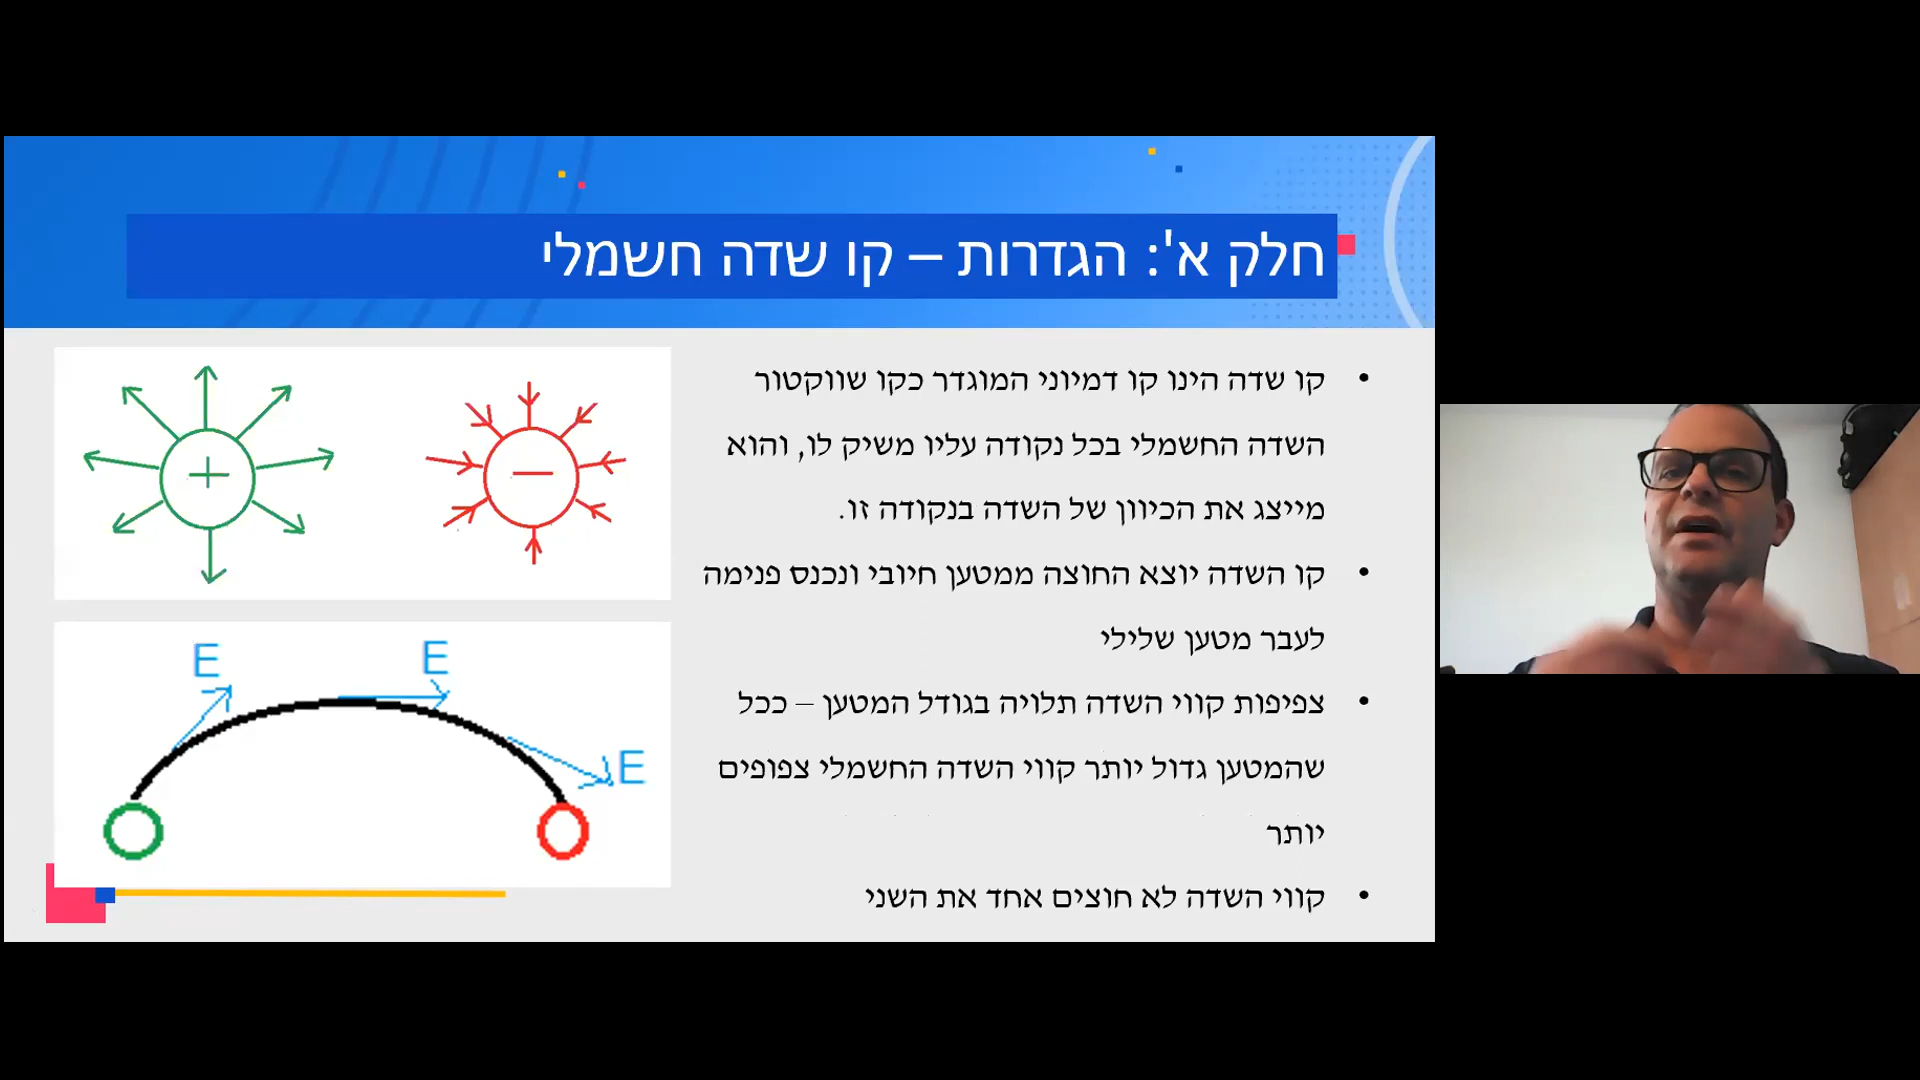 חלק א': הגדרות – קו שדה חשמלי
• קו שדה הינו קו דמיוני המוגדר כקו שווקטור
השדה החשמלי בכל נקודה עליו משיק לו, והוא
מייצג את הכיוון של השדה בנקודה זו.
• קו השדה יוצא החוצה ממטען חיובי ונכנס פנימה
לעבר מטען שלילי
• צפיפות קווי השדה תלויה בגודל המטען – ככל
שהמטען גדול יותר קווי השדה החשמלי צפופים
יותר
• קווי השדה לא חוצים אחד את השני
+ −
E E
E